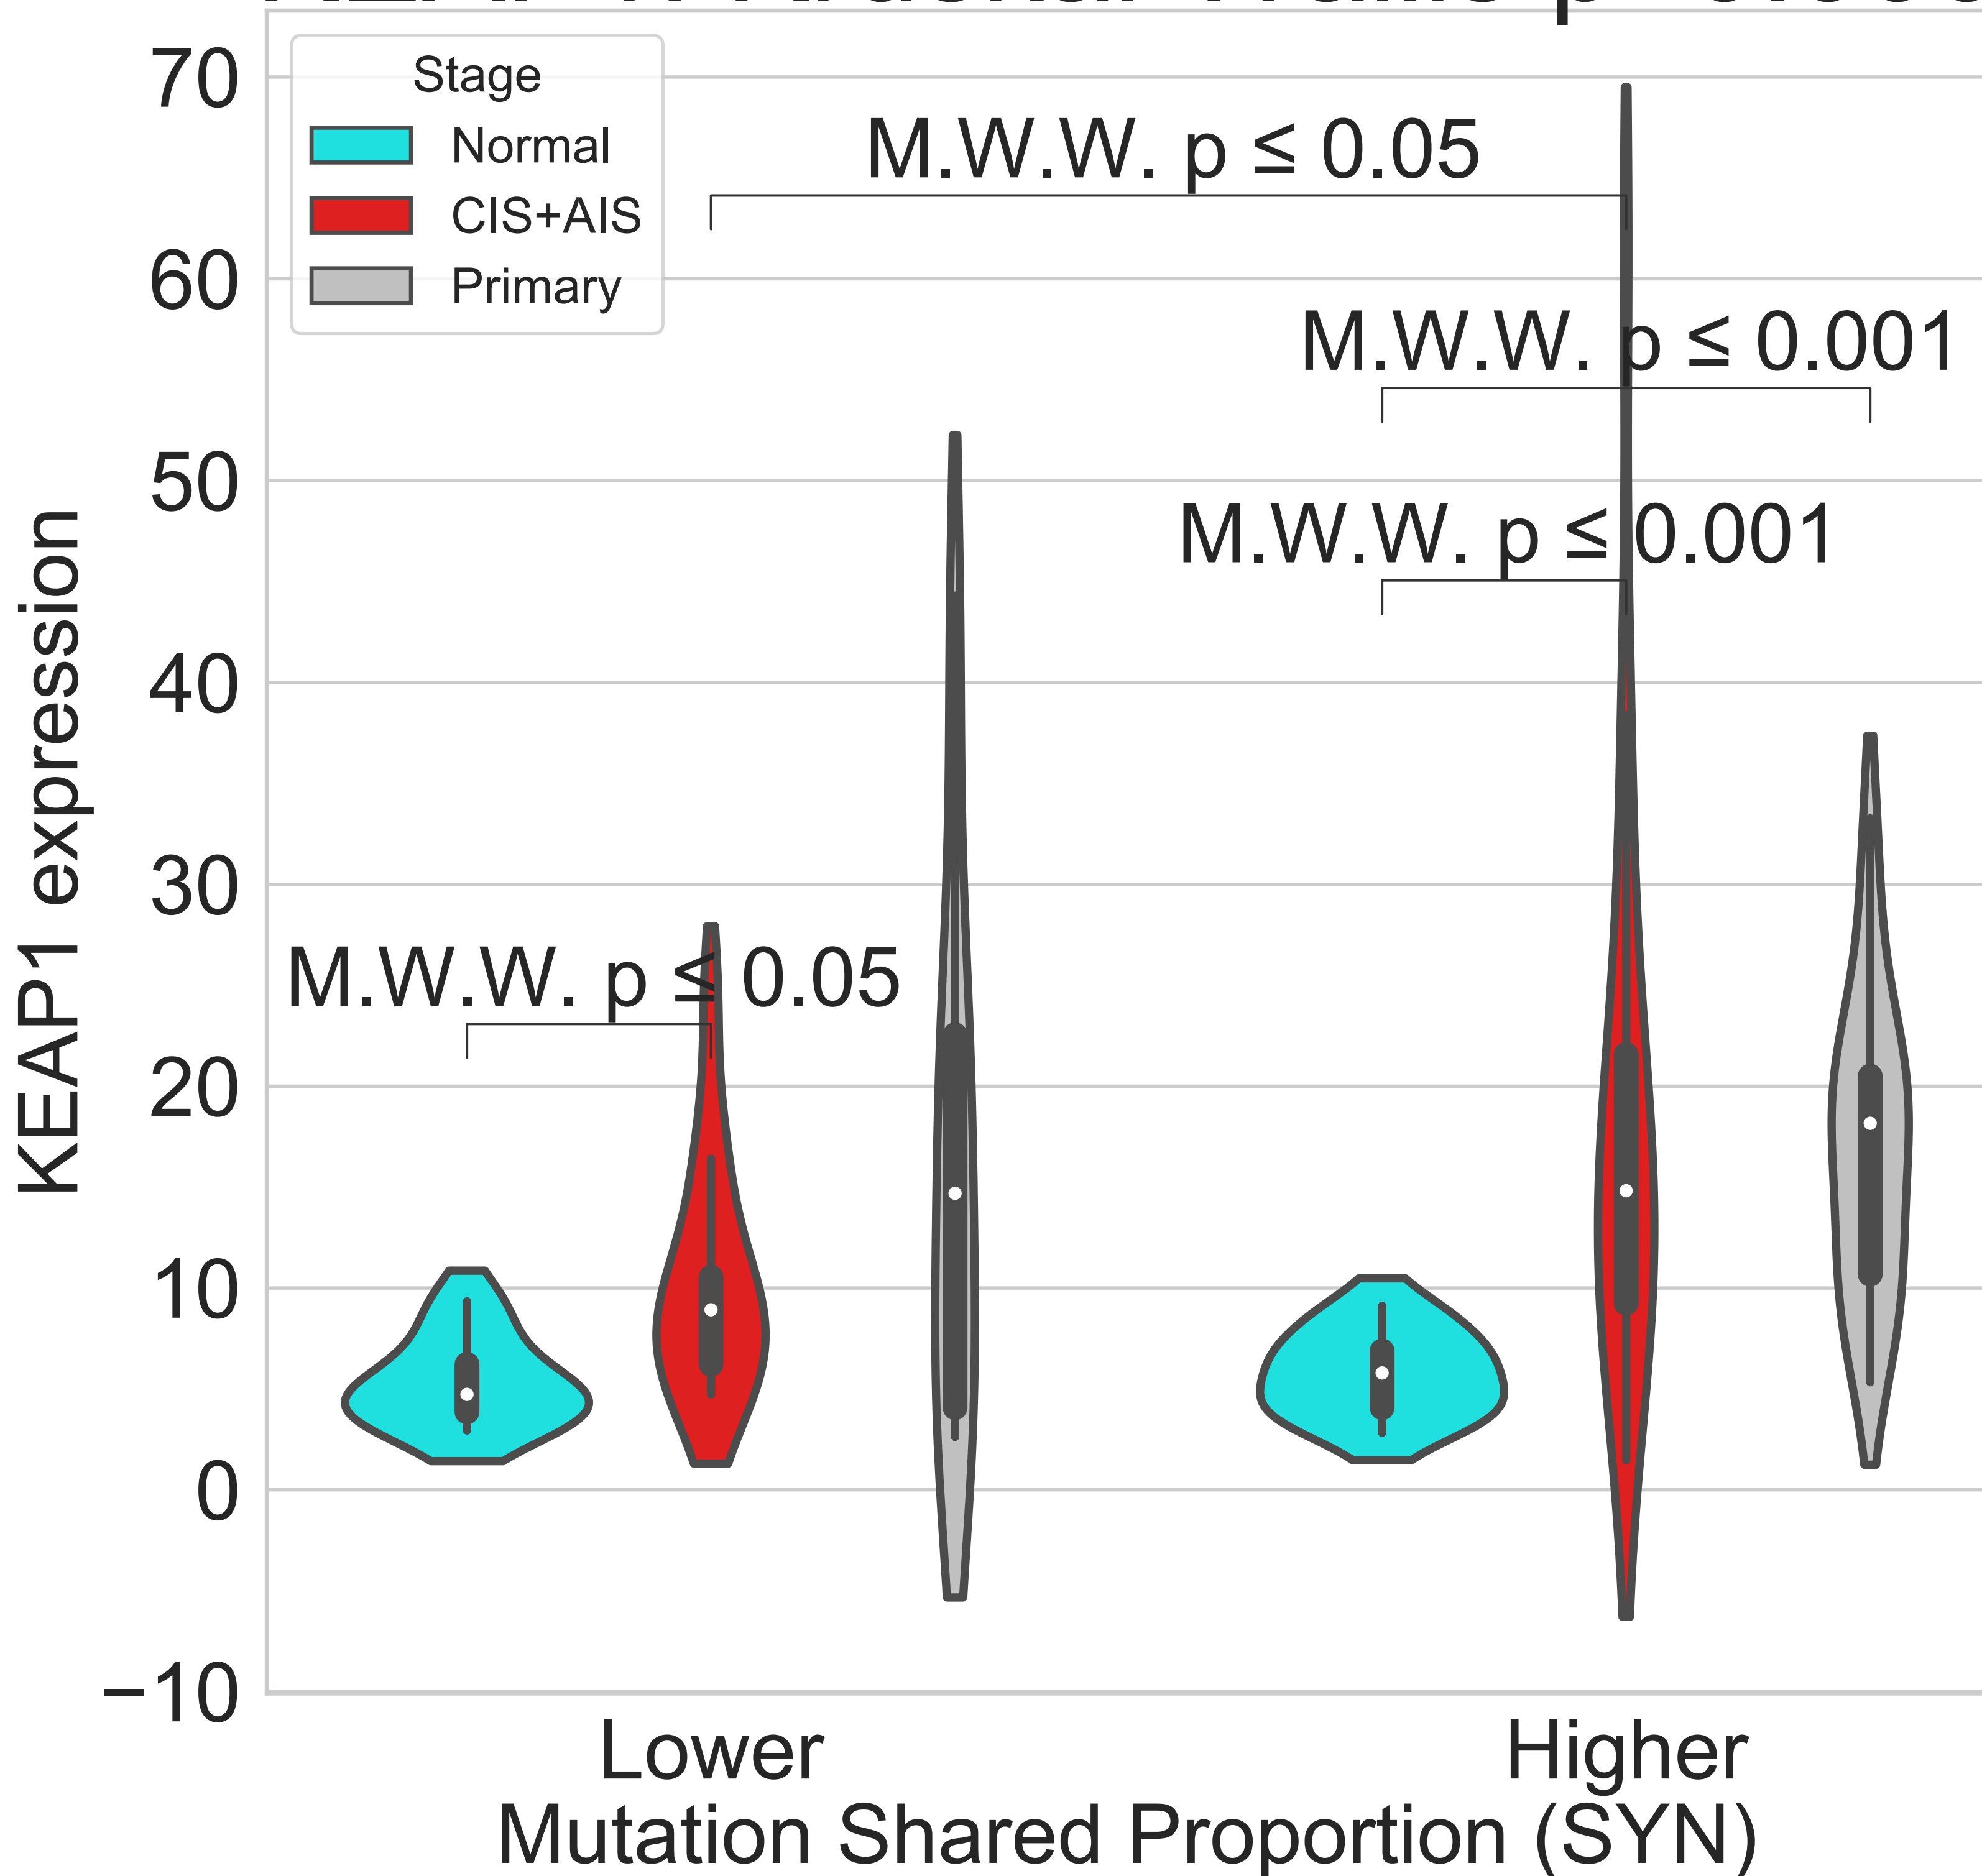 70
60
50
40
30
20
10
0
−10
KEAP1 expression
Stage
Normal
CIS+AIS
Primary
M.W.W. p ≤ 0.05
M.W.W. p ≤ 0.001
M.W.W. p ≤ 0.001
M.W.W. p ≤ 0.05
Lower
Higher
Mutation Shared Proportion (SYN)